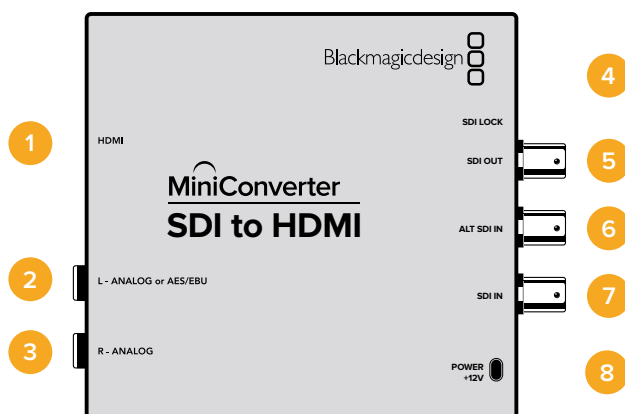 Blackmagicdesign
4
1
SDI LOCK
HDMI
SDI OUT
5
MiniConverter
SDI to HDMI
ALT SDI IN
6
2
L - ANALOG or AES/EBU
SDI IN
7
3
R - ANALOG
POWER
+12V
8